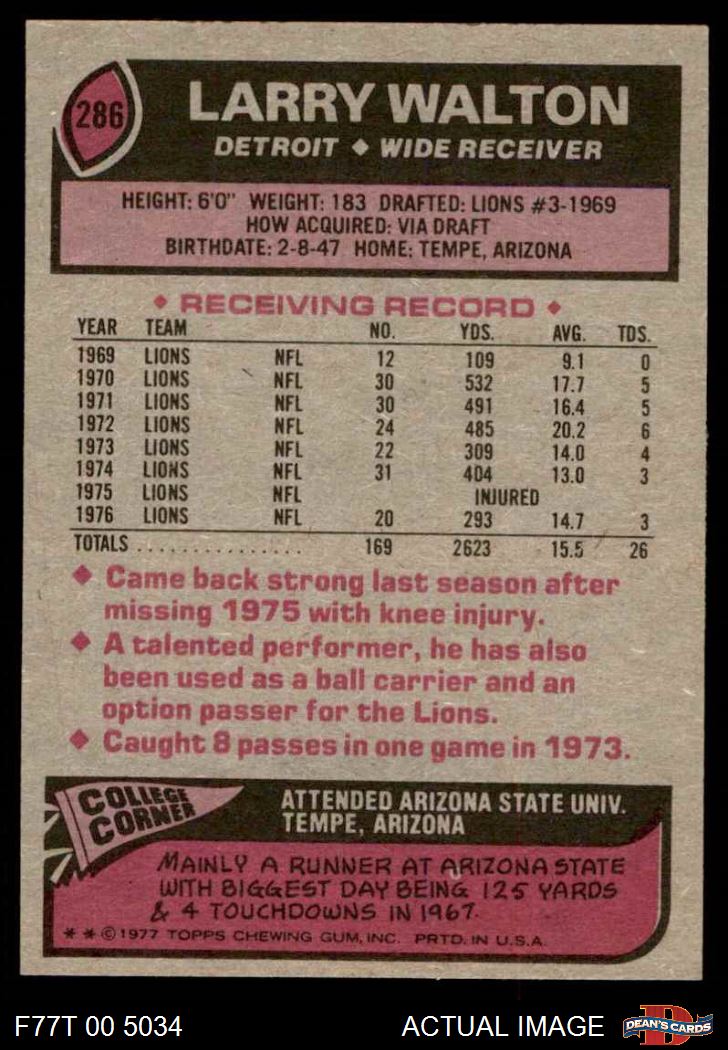 286
LARRY WALTON
DETROIT ◆ WIDE RECEIVER
HEIGHT: 6'0" WEIGHT: 183 DRAFTED: LIONS #3-1969
HOW ACQUIRED: VIA DRAFT
BIRTHDATE: 2-8-47 HOME: TEMPE, ARIZONA
◆ RECEIVING RECORD ◆
YEAR TEAM NO. YDS. AVG. TDS.
1969 LIONS NFL 12 109 9.1 0
1970 LIONS NFL 30 532 17.7 5
1971 LIONS NFL 30 491 16.4 5
1972 LIONS NFL 24 485 20.2 6
1973 LIONS NFL 22 309 14.0 4
1974 LIONS NFL 31 404 13.0 3
1975 LIONS NFL INJURED
1976 LIONS NFL 20 293 14.7 3
TOTALS ............... 169 2623 15.5 26
◆ Came back strong last season after
missing 1975 with knee injury.
◆ A talented performer, he has also
been used as a ball carrier and an
option passer for the Lions.
◆ Caught 8 passes in one game in 1973.
COLLEGE
CORNER
ATTENDED ARIZONA STATE UNIV.
TEMPE, ARIZONA
MAINLY A RUNNER AT ARIZONA STATE
WITH BIGGEST DAY BEING 125 YARDS
& 4 TOUCHDOWNS IN 1967.
* * © 1977 TOPPS CHEWING GUM, INC. PRTD. IN U.S.A.
F77T 00 5034
ACTUAL IMAGE
D
DEAN'S CARDS